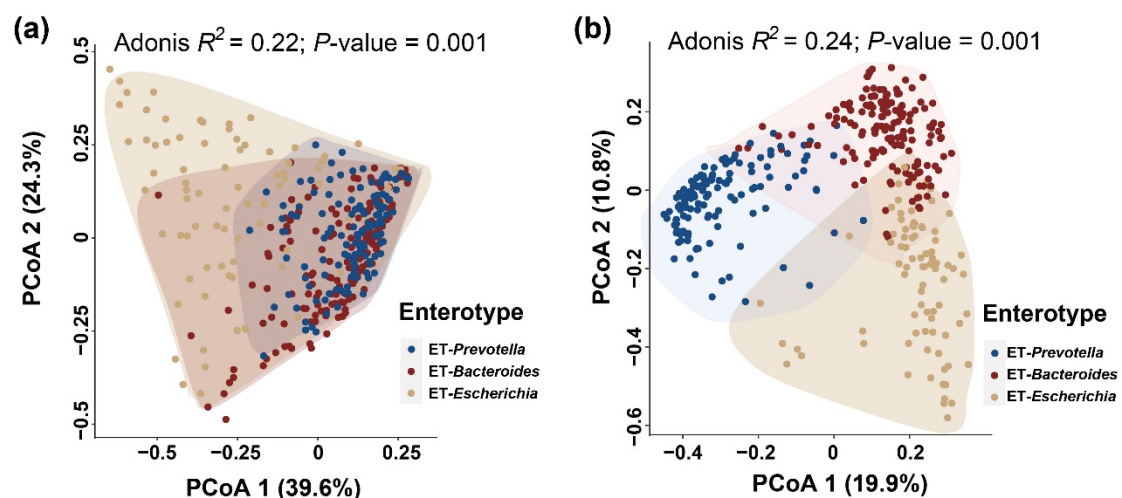 (a)
Adonis R² = 0.22; P-value = 0.001
0.5
0.25
0
−0.25
−0.5
PCoA 2 (24.3%)
−0.5
−0.25
0
0.25
PCoA 1 (39.6%)
Enterotype
ET-Prevotella
ET-Bacteroides
ET-Escherichia
(b)
Adonis R² = 0.24; P-value = 0.001
0.2
0
−0.2
−0.4
−0.6
PCoA 2 (10.8%)
−0.4
−0.2
0
0.2
PCoA 1 (19.9%)
Enterotype
ET-Prevotella
ET-Bacteroides
ET-Escherichia